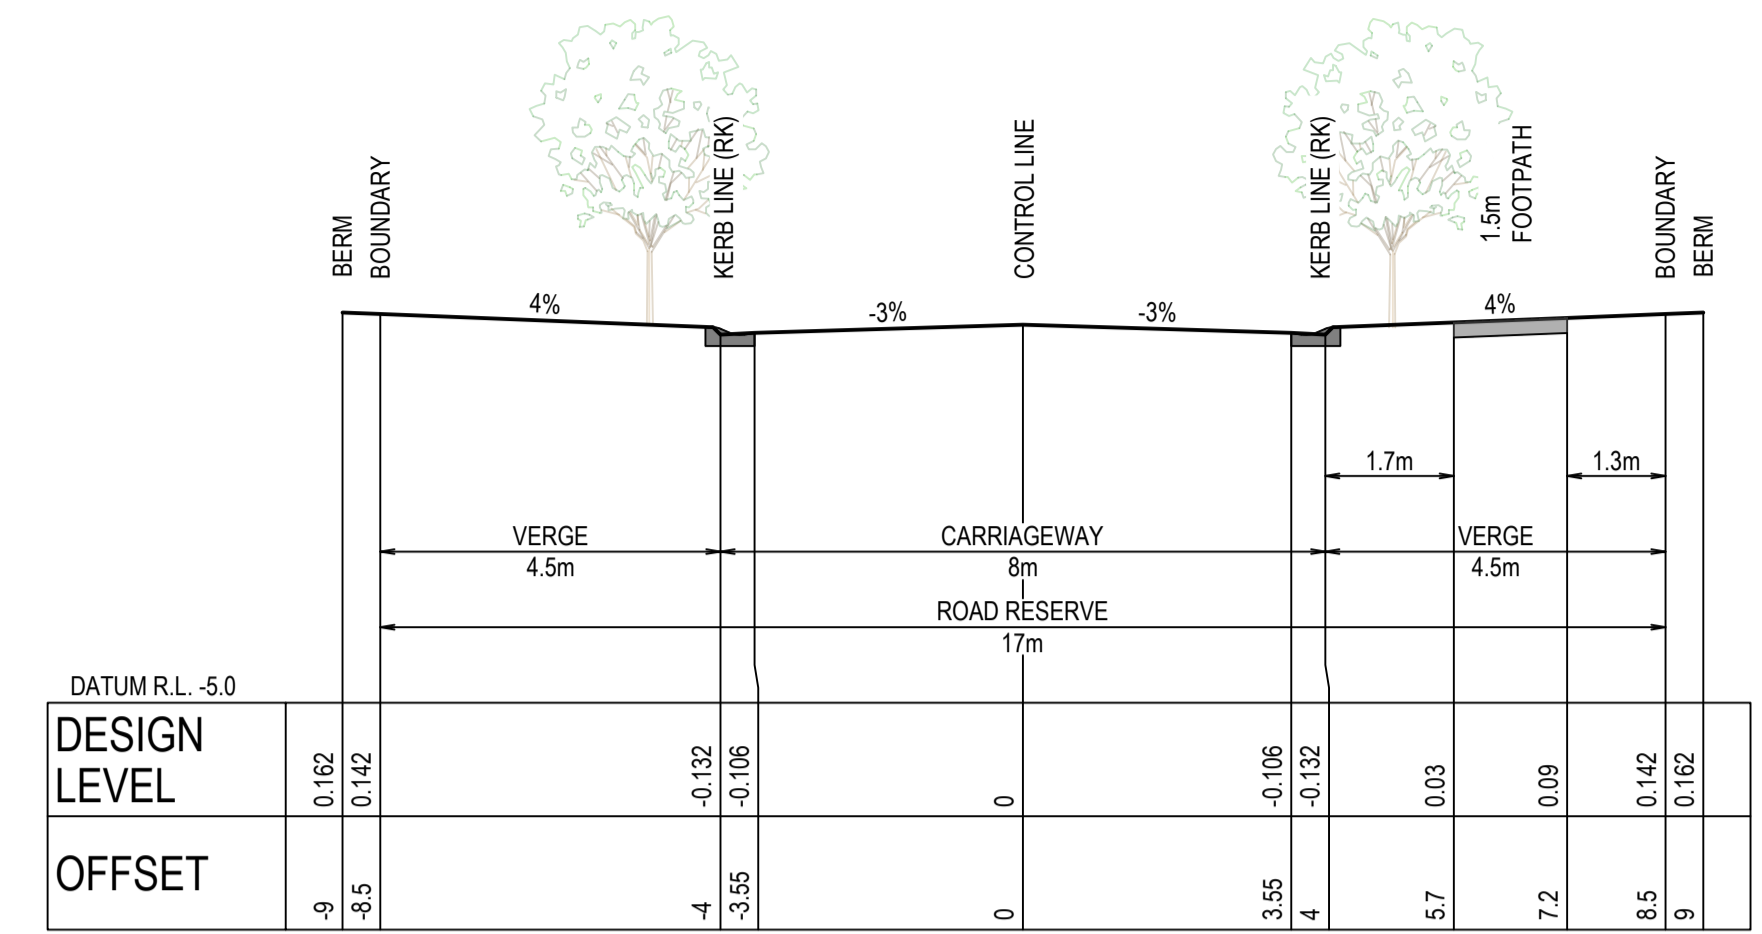 BERM
BOUNDARY
KERB LINE (RK)
CONTROL LINE
KERB LINE (RK)
1.5m
FOOTPATH
BOUNDARY
BERM
4%
-3%
-3%
4%
1.7m
1.3m
VERGE
4.5m
CARRIAGEWAY
8m
VERGE
4.5m
ROAD RESERVE
17m
DATUM R.L. -5.0
DESIGN
LEVEL
0.162
0.142
-0.132
-0.106
0
-0.106
-0.132
0.03
0.09
0.142
0.162
OFFSET
-9
-8.5
-4
-3.55
0
3.55
4
5.7
7.2
8.5
9